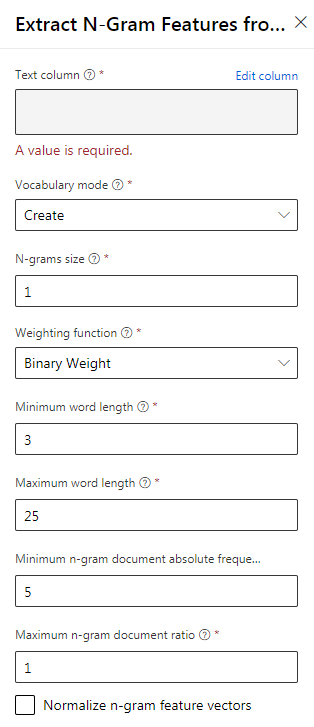 Extract N-Gram Features fro...
Text column *
Edit column
A value is required.
Vocabulary mode *
Create
N-grams size *
1
Weighting function *
Binary Weight
Minimum word length *
3
Maximum word length *
25
Minimum n-gram document absolute freque...
5
Maximum n-gram document ratio *
1
Normalize n-gram feature vectors